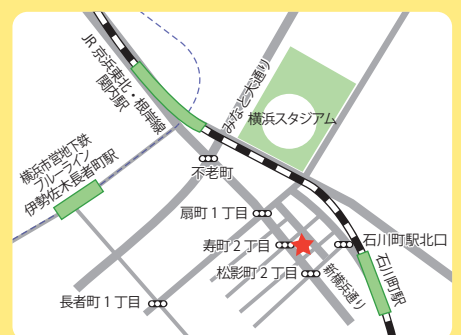 JR 京浜東北・根岸線
関内駅
みなと大通り
横浜スタジアム
横浜市営地下鉄
ブルーライン
伊勢佐木長者町駅
不老町
扇町1丁目
寿町2丁目
石川町駅北口
松影町2丁目
新横浜通り
石川町駅
長者町1丁目